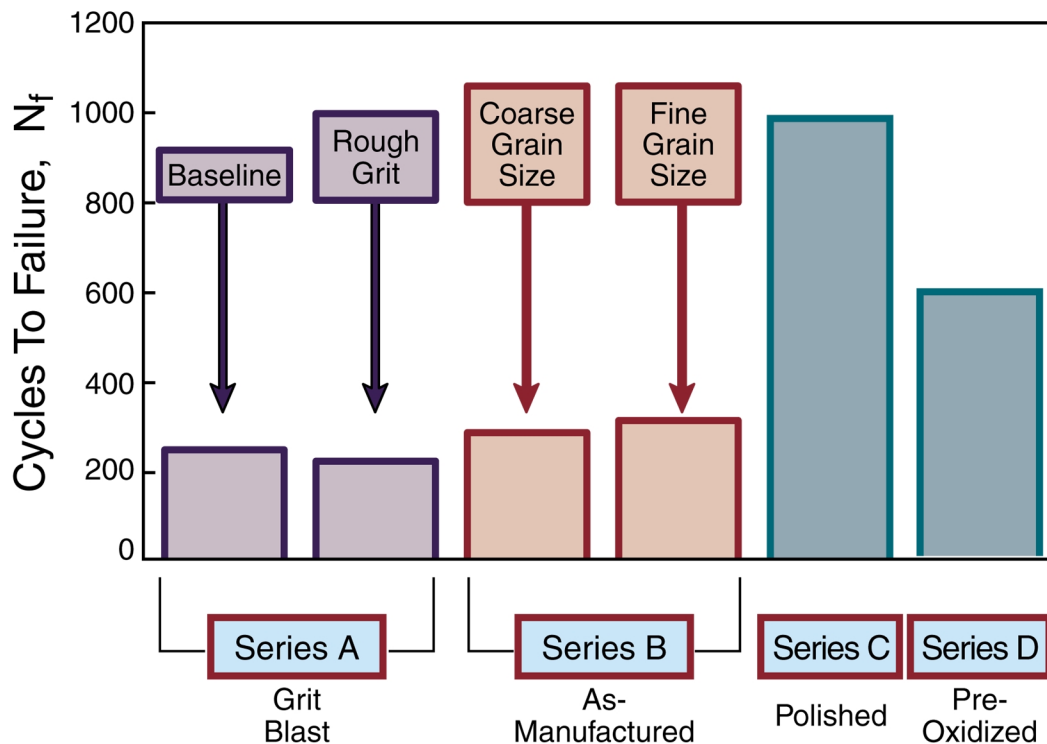 Cycles To Failure, Nf
1200
1000
800
600
400
200
0
Baseline
Rough
Grit
Coarse
Grain
Size
Fine
Grain
Size
Series A
Grit
Blast
Series B
As-
Manufactured
Series C
Polished
Series D
Pre-
Oxidized